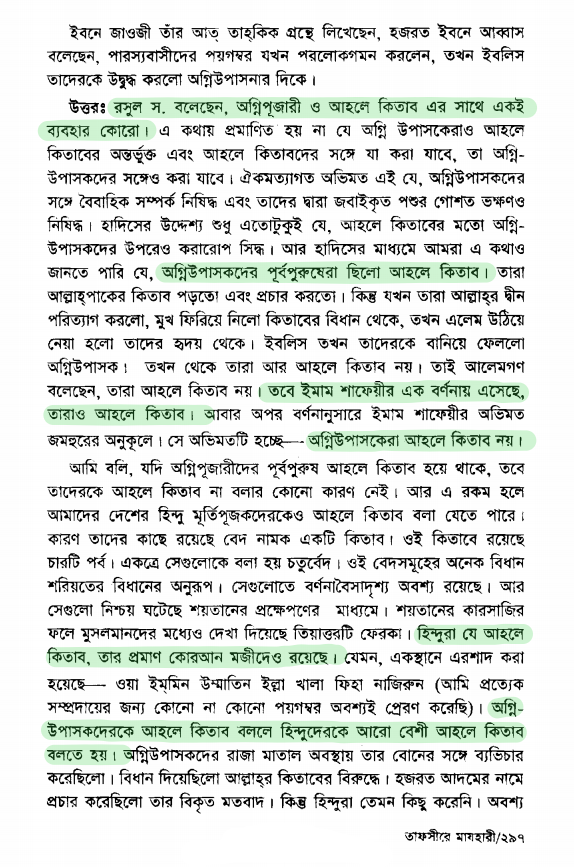 ইবনে জাওজী তাঁর আত্ তাহ্কিক গ্রন্থে লিখেছেন, হজরত ইবনে আব্বাস
বলেছেন, পারস্যবাসীদের পয়গম্বর যখন পরলোকগমন করলেন, তখন ইবলিস
তাদেরকে উদ্বুদ্ধ করলো অগ্নিউপাসনার দিকে।
উত্তরঃ রসুল স. বলেছেন, অগ্নিপূজারী ও আহলে কিতাব এর সাথে একই
ব্যবহার কোরো। এ কথায় প্রমাণিত হয় না যে অগ্নি উপাসকেরাও আহলে
কিতাবের অন্তর্ভুক্ত এবং আহলে কিতাবদের সঙ্গে যা করা যাবে, তা অগ্নি-
উপাসকদের সঙ্গেও করা যাবে। ঐকমত্যাগত অভিমত এই যে, অগ্নিউপাসকদের
সঙ্গে বৈবাহিক সম্পর্ক নিষিদ্ধ এবং তাদের দ্বারা জবাইকৃত পশুর গোশত ভক্ষণও
নিষিদ্ধ। হাদিসের উদ্দেশ্য শুধু এতোটুকুই যে, আহলে কিতাবের মতো অগ্নি-
উপাসকদের উপরেও করারোপ সিদ্ধ। আর হাদিসের মাধ্যমে আমরা এ কথাও
জানতে পারি যে, অগ্নিউপাসকদের পূর্বপুরুষেরা ছিলো আহলে কিতাব। তারা
আল্লাহ্পাকের কিতাব পড়তো এবং প্রচার করতো। কিন্তু যখন তারা আল্লাহ্র দ্বীন
পরিত্যাগ করলো, মুখ ফিরিয়ে নিলো কিতাবের বিধান থেকে, তখন এলেম উঠিয়ে
নেয়া হলো তাদের হৃদয় থেকে। ইবলিস তখন তাদেরকে বানিয়ে ফেললো
অগ্নিউপাসক। তখন থেকে তারা আর আহলে কিতাব নয়। তাই আলেমগণ
বলেছেন, তারা আহলে কিতাব নয়। তবে ইমাম শাফেয়ীর এক বর্ণনায় এসেছে,
তারাও আহলে কিতাব। আবার অপর বর্ণনানুসারে ইমাম শাফেয়ীর অভিমত
জমহুরের অনুকূলে। সে অভিমতটি হচ্ছে— অগ্নিউপাসকেরা আহলে কিতাব নয়।
আমি বলি, যদি অগ্নিপূজারীদের পূর্বপুরুষ আহলে কিতাব হয়ে থাকে, তবে
তাদেরকে আহলে কিতাব না বলার কোনো কারণ নেই। আর এ রকম হলে
আমাদের দেশের হিন্দু মূর্তিপূজকদেরকেও আহলে কিতাব বলা যেতে পারে।
কারণ তাদের কাছে রয়েছে বেদ নামক একটি কিতাব। ওই কিতাবে রয়েছে
চারটি পর্ব। একত্রে সেগুলোকে বলা হয় চতুর্বেদ। ওই বেদসমূহের অনেক বিধান
শরিয়তের বিধানের অনুরূপ। সেগুলোতে বর্ণনাবৈসাদৃশ্য অবশ্য রয়েছে। আর
সেগুলো নিশ্চয় ঘটেছে শয়তানের প্রক্ষেপণের মাধ্যমে। শয়তানের কারসাজির
ফলে মুসলমানদের মধ্যেও দেখা দিয়েছে তিয়াত্তরটি ফেরকা। হিন্দুরা যে আহলে
কিতাব, তার প্রমাণ কোরআন মজীদেও রয়েছে। যেমন, একস্থানে এরশাদ করা
হয়েছে— ওয়া ইম্মিন উম্মাতিন ইল্লা খালা ফিহা নাজিরুন (আমি প্রত্যেক
সম্প্রদায়ের জন্য কোনো না কোনো পয়গম্বর অবশ্যই প্রেরণ করেছি)। অগ্নি-
উপাসকদেরকে আহলে কিতাব বললে হিন্দুদেরকে আরো বেশী আহলে কিতাব
বলতে হয়। অগ্নিউপাসকদের রাজা মাতাল অবস্থায় তার বোনের সঙ্গে ব্যভিচার
করেছিলো। বিধান দিয়েছিলো আল্লাহ্র কিতাবের বিরুদ্ধে। হজরত আদমের নামে
প্রচার করেছিলো তার বিকৃত মতবাদ। কিন্তু হিন্দুরা তেমন কিছু করেনি। অবশ্য
তাফসীরে মাযহারী/২৯৭